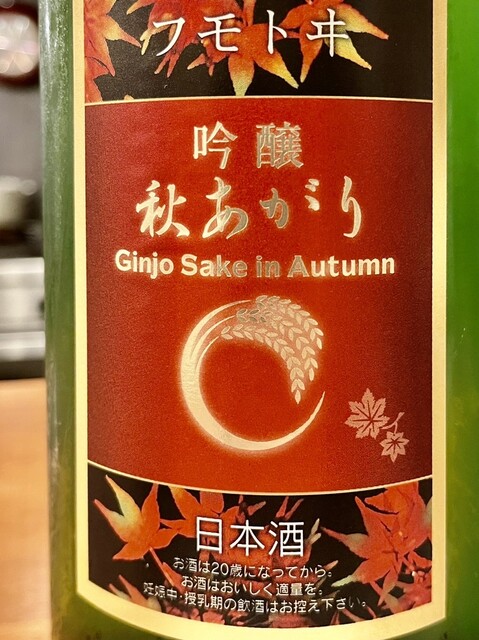 フモトヰ
吟醸
秋あがり
Ginjo Sake in Autumn
日本酒
お酒は20歳になってから。
お酒はおいしく適量を。
妊娠中・授乳期の飲酒はお控え下さい。